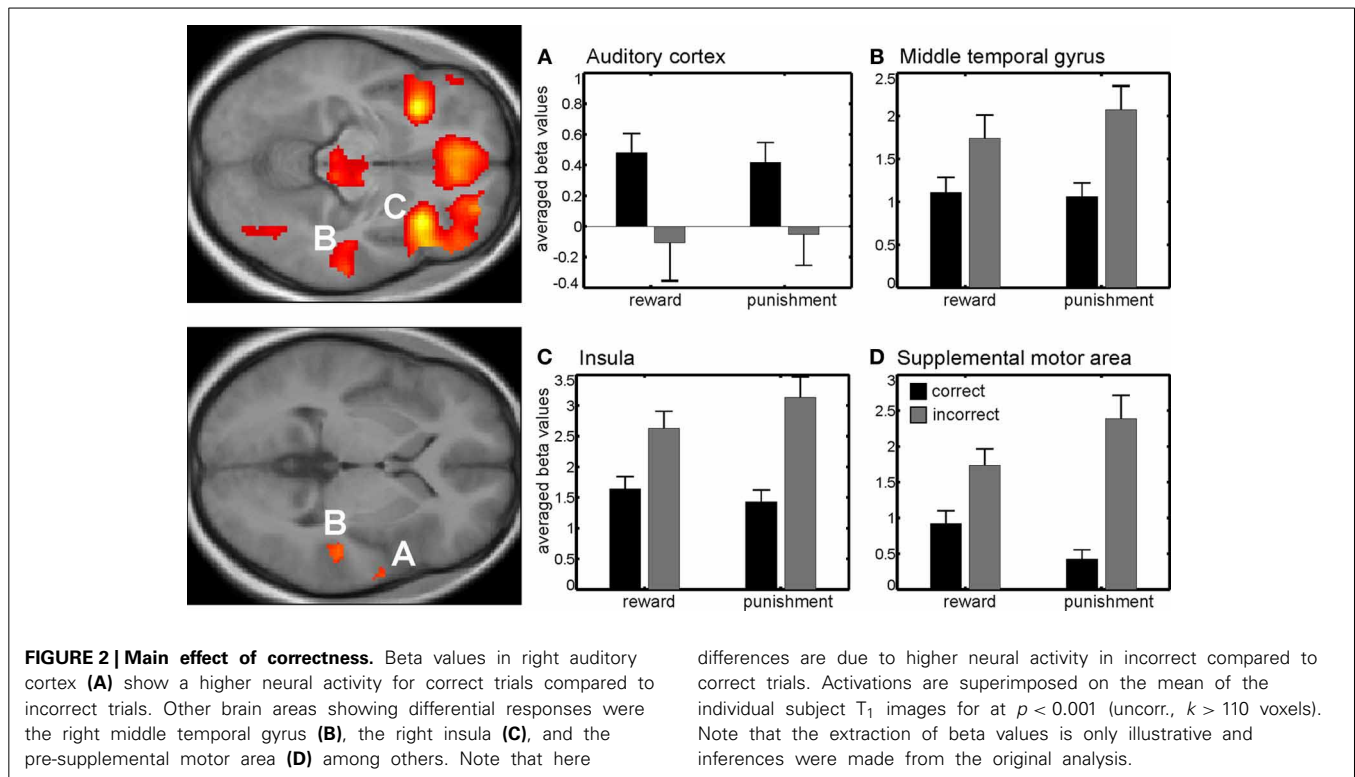 A Auditory cortex
averaged beta values
1
0.8
0.6
0.4
0.2
0
-0.2
-0.4
reward punishment
B Middle temporal gyrus
2.5
2
1.5
1
0.5
0
reward punishment
C
B
B
A
C Insula
averaged beta values
3.5
3
2.5
2
1.5
1
0.5
0
reward punishment
D Supplemental motor area
correct
incorrect
3
2.5
2
1.5
1
0.5
0
reward punishment
FIGURE 2 | Main effect of correctness. Beta values in right auditory
cortex (A) show a higher neural activity for correct trials compared to
incorrect trials. Other brain areas showing differential responses were
the right middle temporal gyrus (B), the right insula (C), and the
pre-supplemental motor area (D) among others. Note that here
differences are due to higher neural activity in incorrect compared to
correct trials. Activations are superimposed on the mean of the
individual subject T₁ images for at p < 0.001 (uncorr., k > 110 voxels).
Note that the extraction of beta values is only illustrative and
inferences were made from the original analysis.